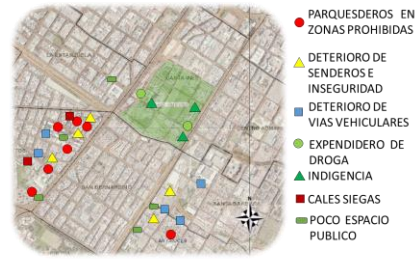 PARQUESDEROS EN
ZONAS PROHIBIDAS
DETERIORO DE
SENDEROS E
INSEGURIDAD
DETERIORO DE
VIAS VEHICULARES
EXPENDIDERO DE
DROGA
INDIGENCIA
CALES SIEGAS
POCO ESPACIO
PUBLICO